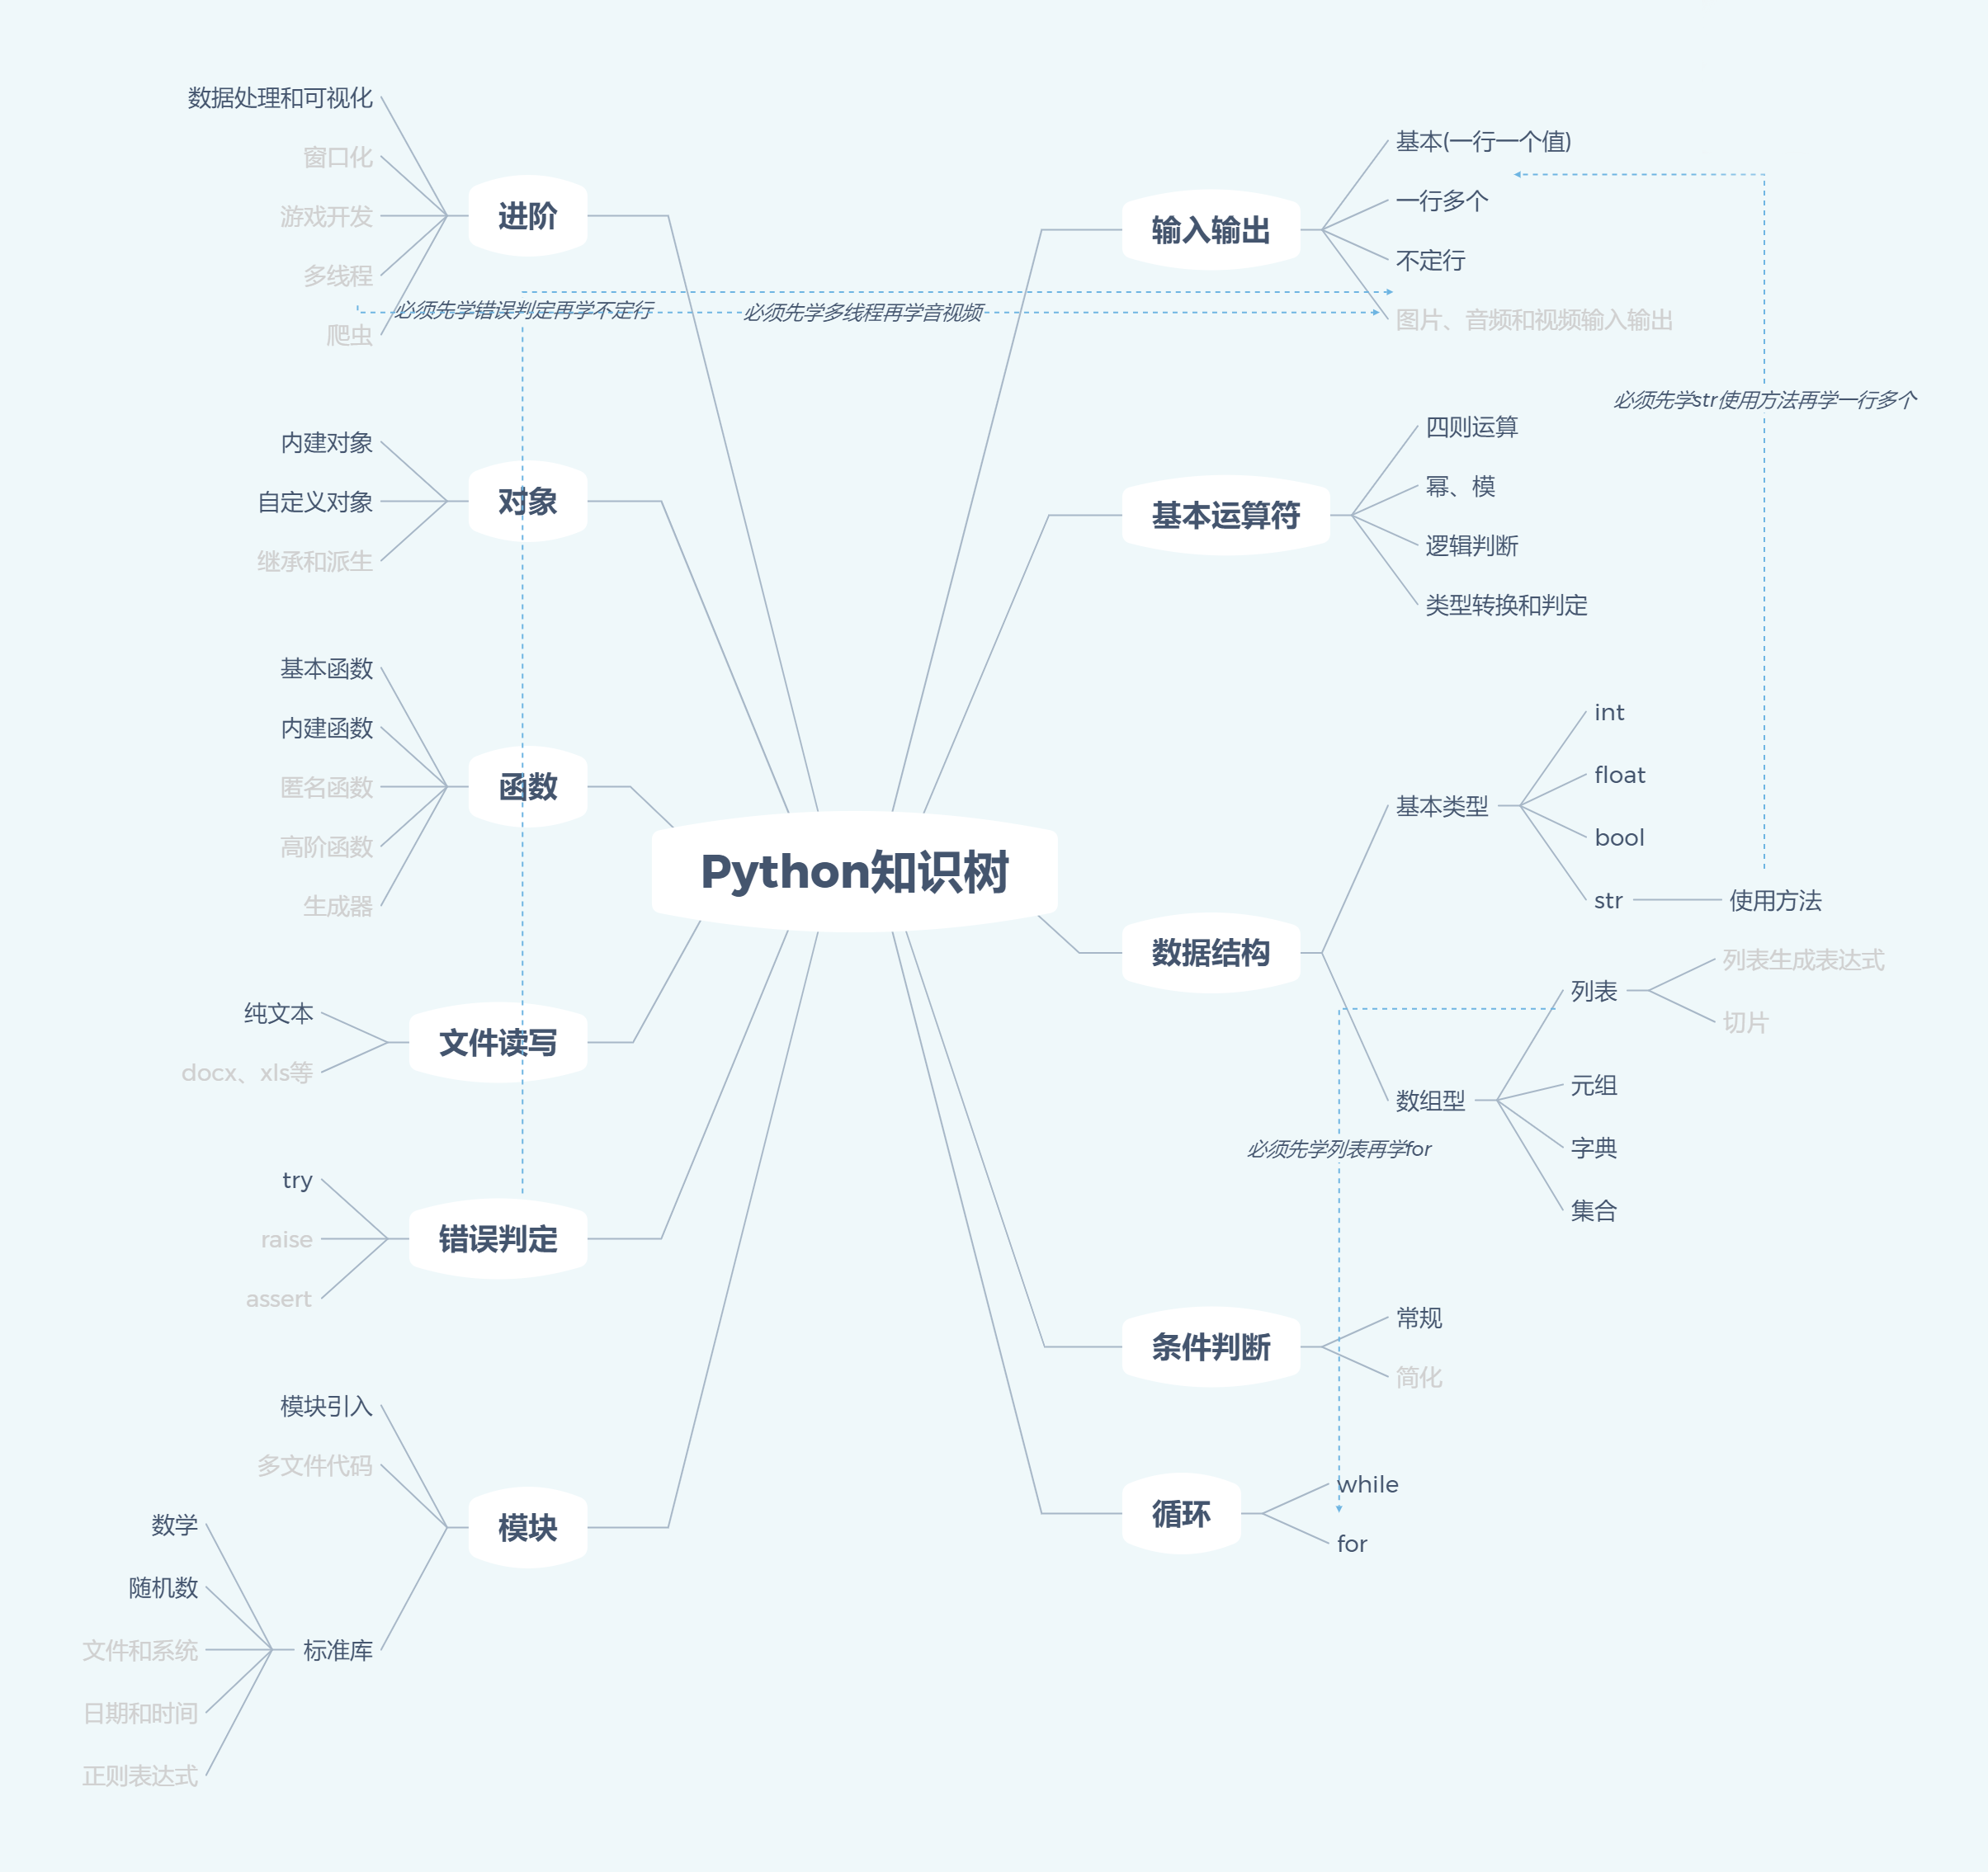 Python知识树
输入输出
基本(一行一个值)
一行多个
不定行
图片、音频和视频输入输出
基本运算符
四则运算
幂、模
逻辑判断
类型转换和判定
数据结构
基本类型
int
float
bool
str
使用方法
数组型
列表
列表生成表达式
切片
元组
字典
集合
条件判断
常规
简化
循环
while
for
进阶
数据处理和可视化
窗口化
游戏开发
多线程
爬虫
对象
内建对象
自定义对象
继承和派生
函数
基本函数
内建函数
匿名函数
高阶函数
生成器
文件读写
纯文本
docx、xls等
错误判定
try
raise
assert
模块
模块引入
多文件代码
标准库
数学
随机数
文件和系统
日期和时间
正则表达式
必须先学错误判定再学不定行
必须先学多线程再学音视频
必须先学str使用方法再学一行多个
必须先学列表再学for